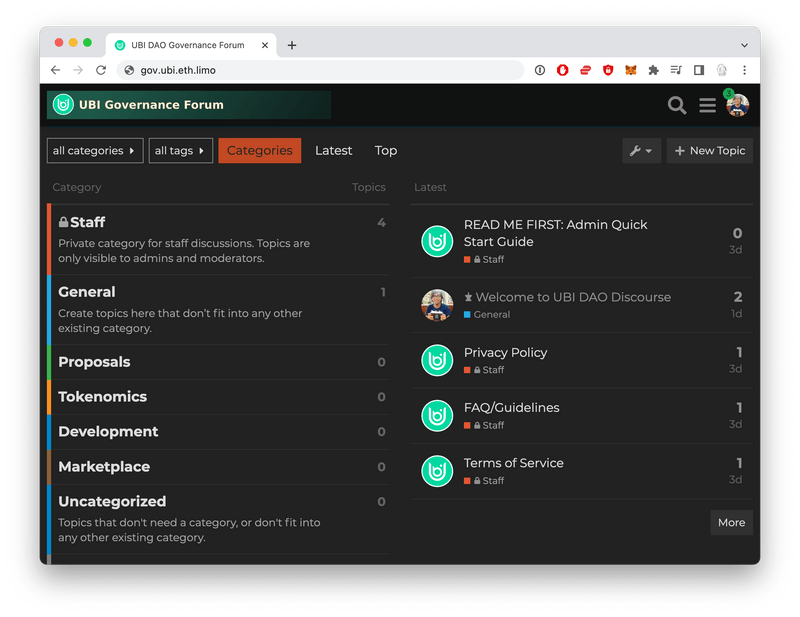 UBI DAO Governance Forum
gov.ubi.eth.limo
UBI Governance Forum
3
all categories
all tags
Categories
Latest
Top
New Topic
Category
Topics
Staff
4
Private category for staff discussions. Topics are
only visible to admins and moderators.
General
1
Create topics here that don't fit into any other
existing category.
Proposals
0
Tokenomics
0
Development
0
Marketplace
0
Uncategorized
0
Topics that don't need a category, or don't fit into
any other existing category.
Latest
READ ME FIRST: Admin Quick
Start Guide
Staff
0
3d
Welcome to UBI DAO Discourse
General
2
1d
Privacy Policy
Staff
1
3d
FAQ/Guidelines
Staff
1
3d
Terms of Service
Staff
1
3d
More